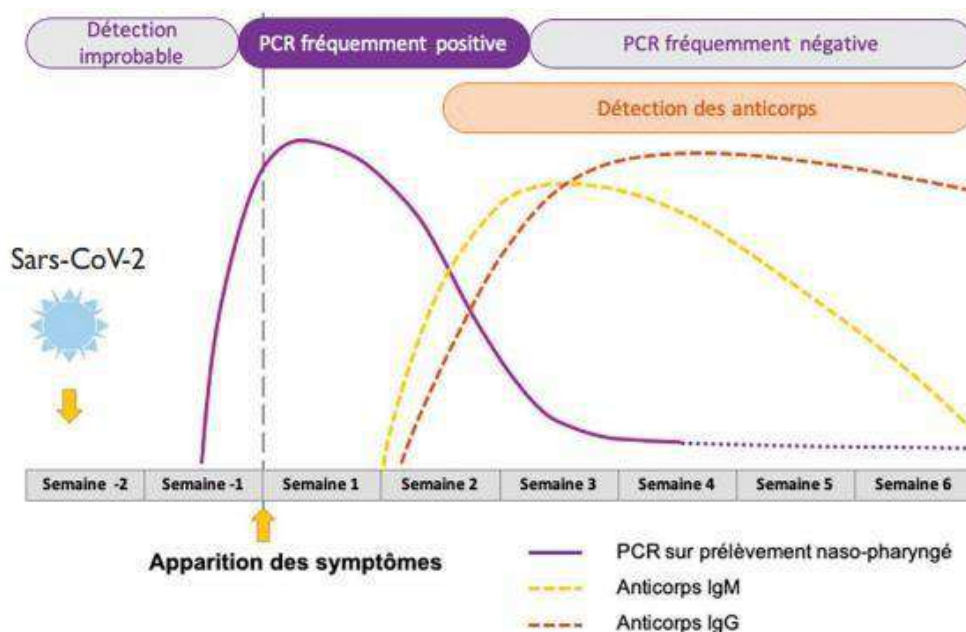 Détection
improbable
PCR fréquemment positive
PCR fréquemment négative
Détection des anticorps
Sars-CoV-2
Semaine -2
Semaine -1
Semaine 1
Semaine 2
Semaine 3
Semaine 4
Semaine 5
Semaine 6
Apparition des symptômes
PCR sur prélèvement naso-pharyngé
Anticorps IgM
Anticorps IgG